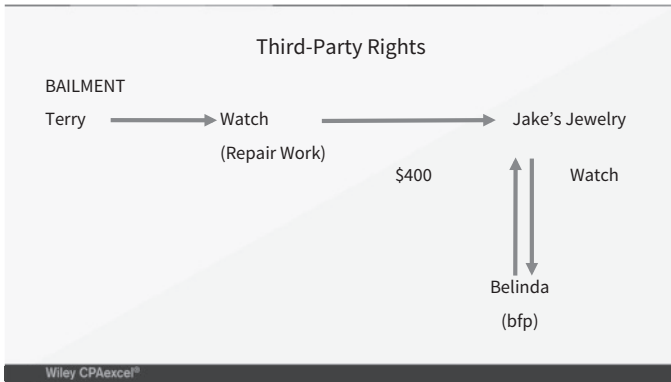 Third-Party Rights
BAILMENT
Terry Watch Jake’s Jewelry
(Repair Work)
$400 Watch
Belinda
(bfp)
Wiley CPAexcel®